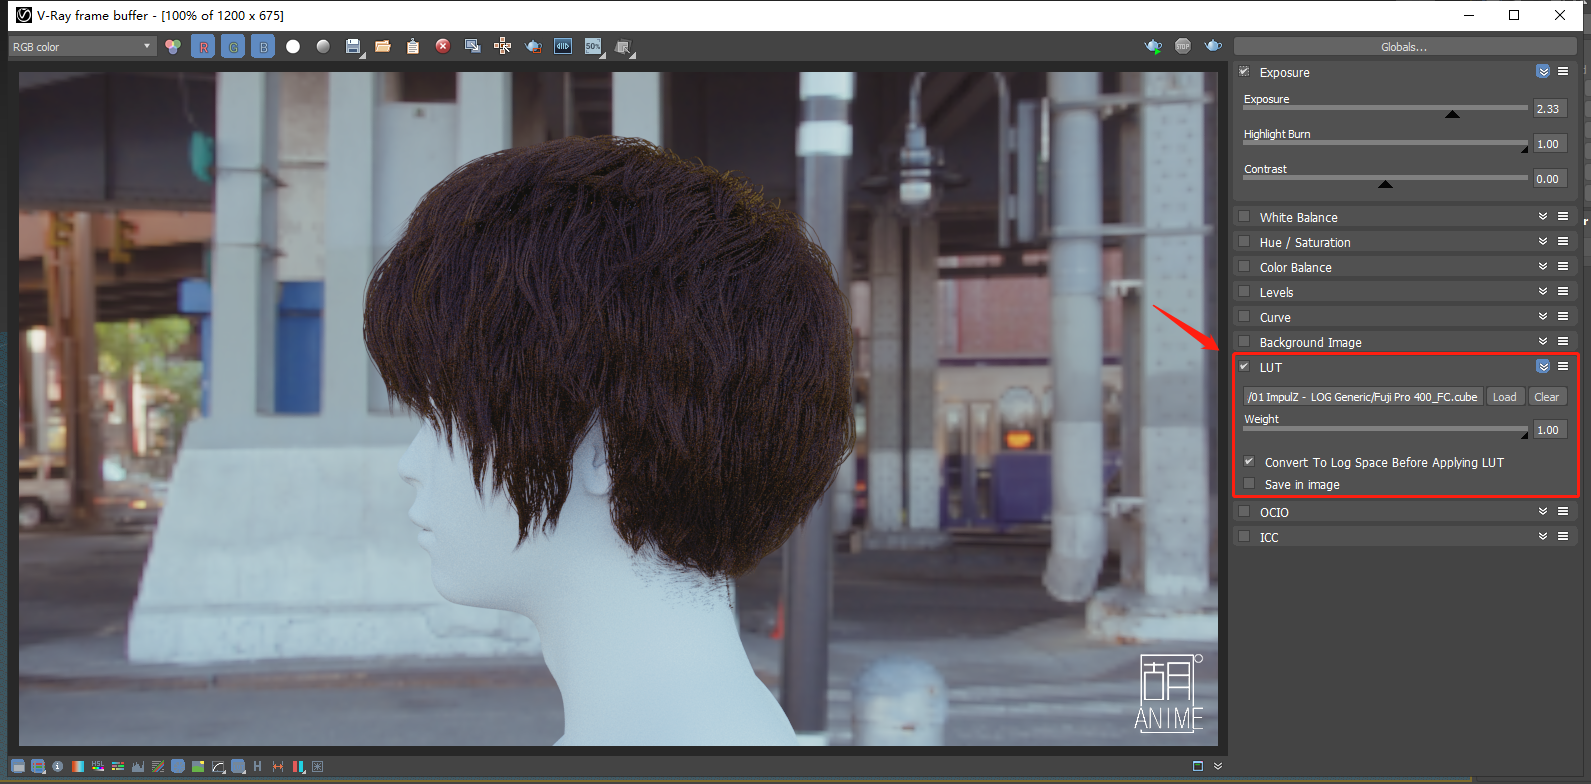 V-Ray frame buffer - [100% of 1200 x 675]
RGB color
R
G
B
50%
STOP
Globals...
Exposure
Exposure
2.33
Highlight Burn
1.00
Contrast
0.00
White Balance
Hue / Saturation
Color Balance
Levels
Curve
Background Image
LUT
/01 ImpulZ - LOG Generic/Fuji Pro 400_FC.cube
Load
Clear
Weight
1.00
Convert To Log Space Before Applying LUT
Save in image
OCIO
ICC
胡
ANIME
HSL
H
r